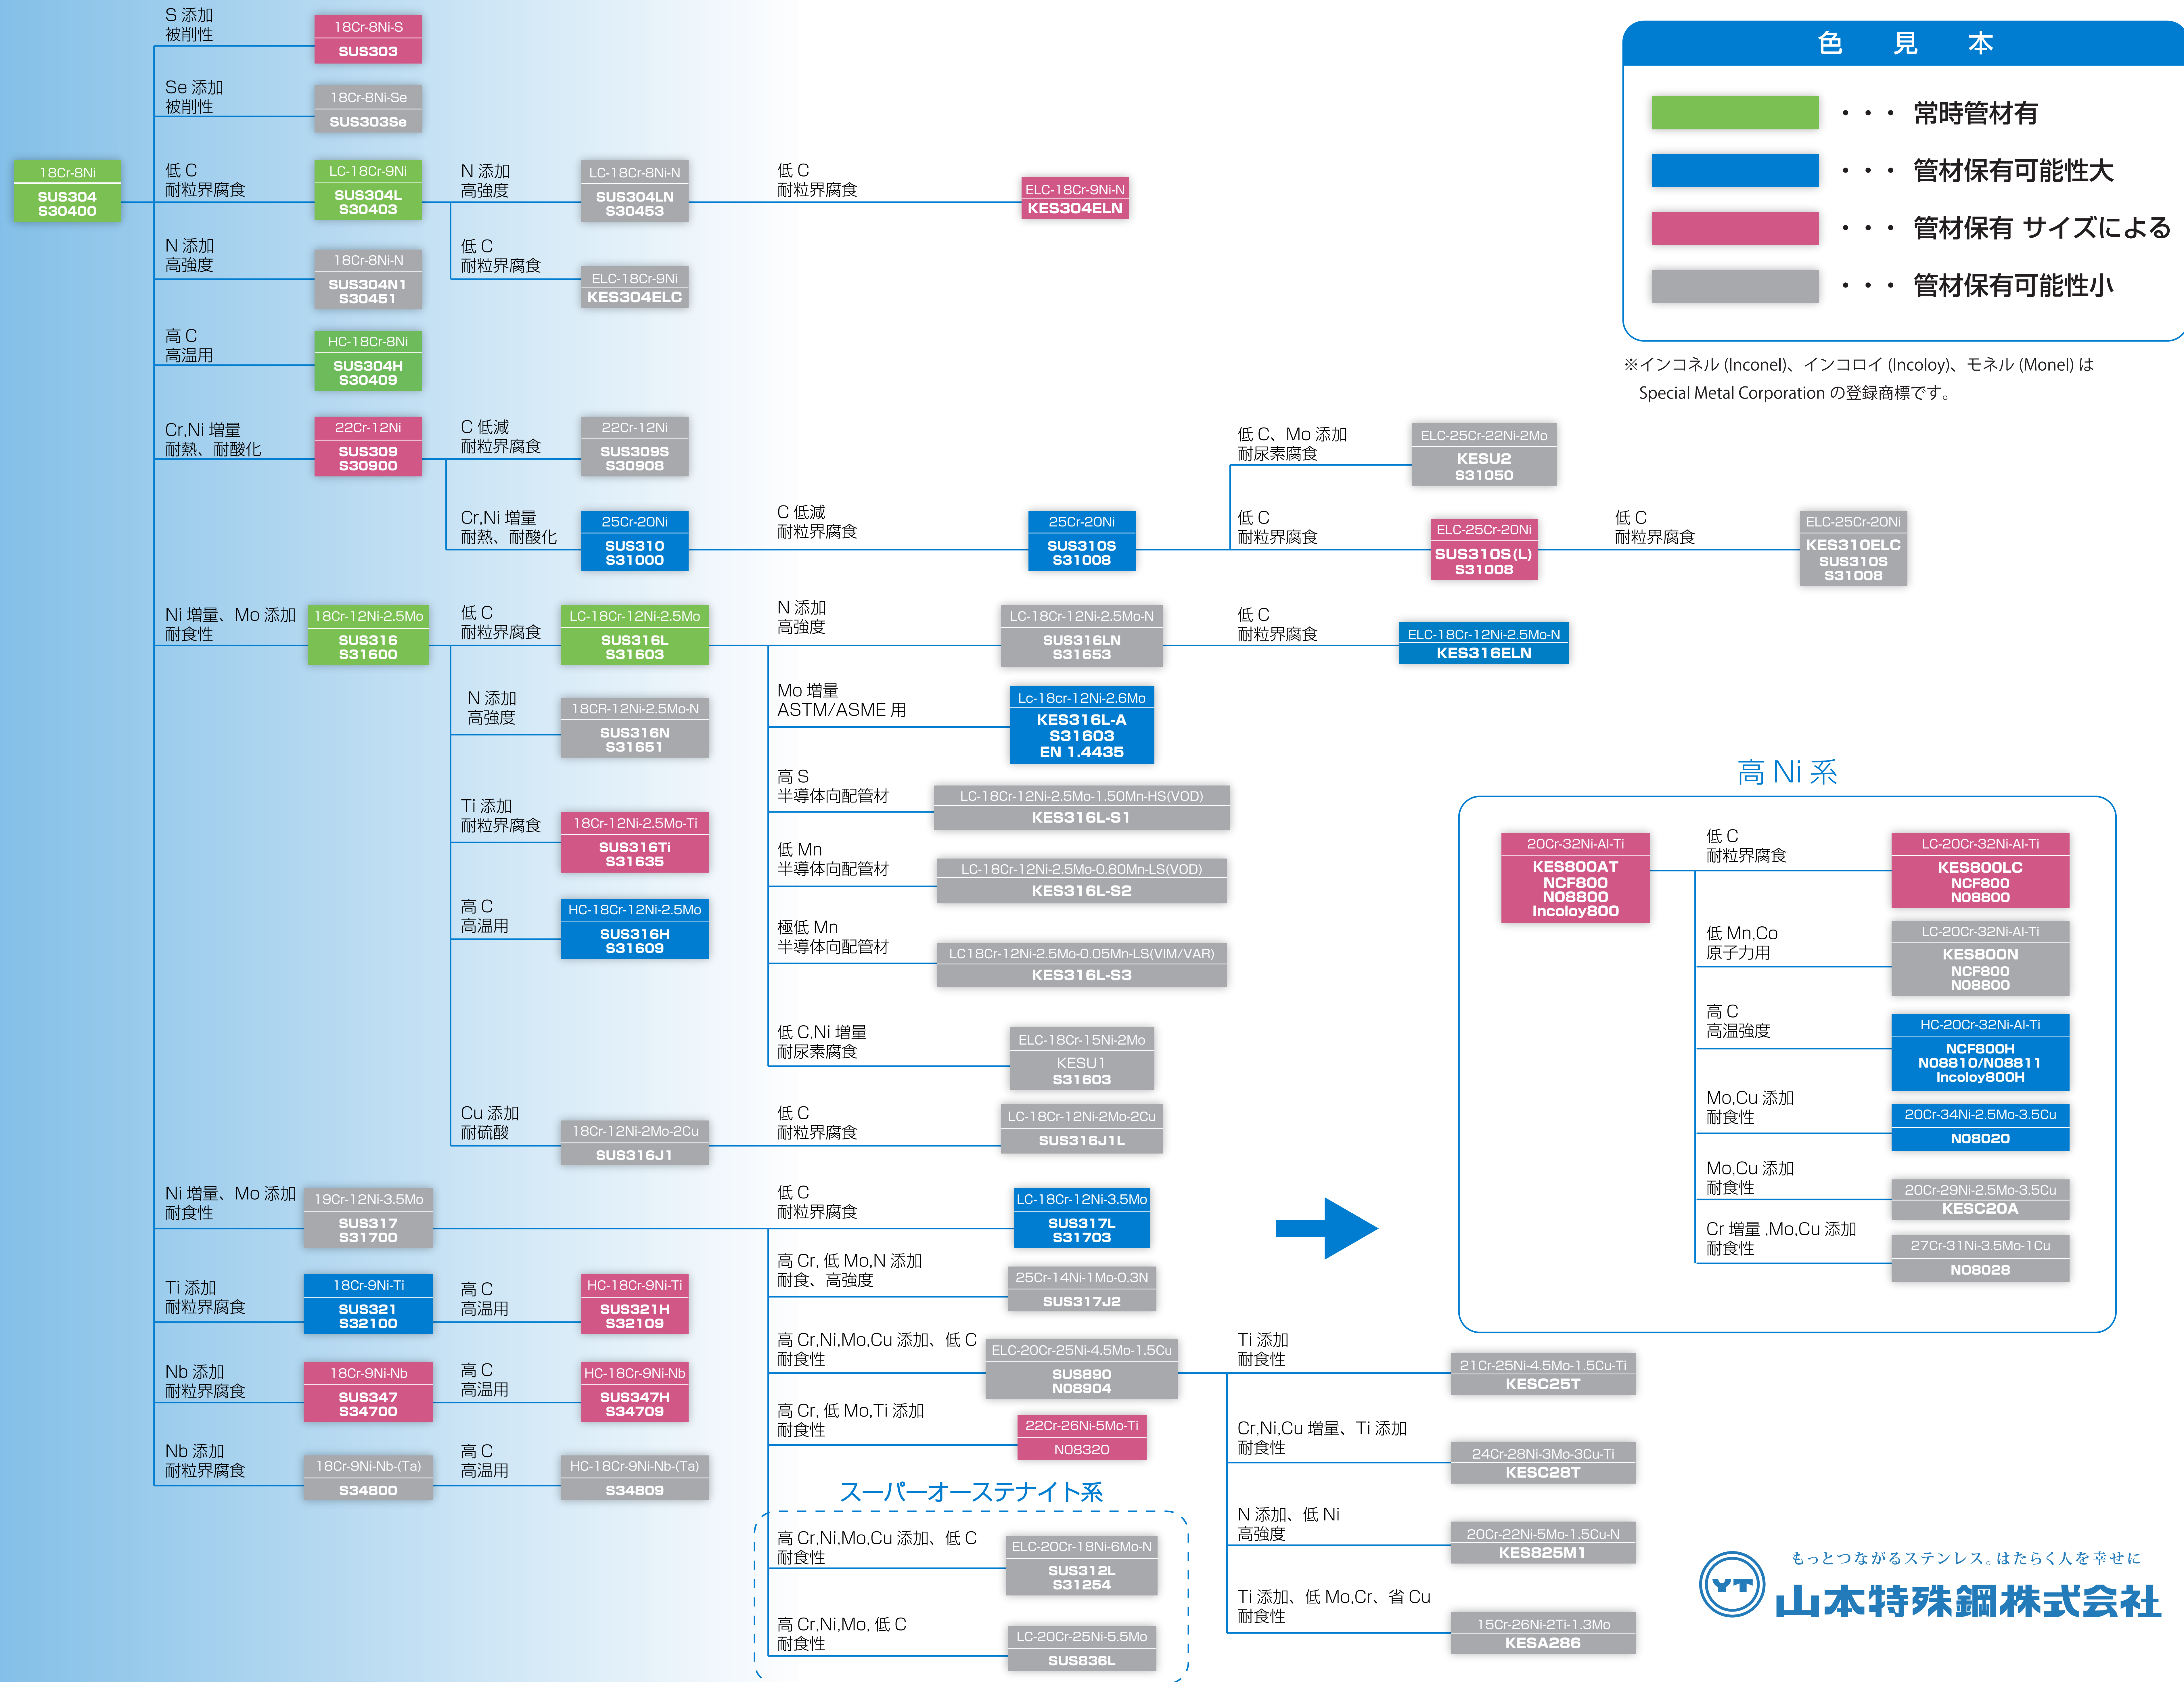 S 添加
被削性
18Cr-8Ni-S
SUS303
Se 添加
被削性
18Cr-8Ni-Se
SUS303Se
18Cr-8Ni
SUS304
S30400
低 C
耐粒界腐食
LC-18Cr-9Ni
SUS304L
S30403
N 添加
高強度
LC-18Cr-8Ni-N
SUS304LN
S30453
低 C
耐粒界腐食
ELC-18Cr-9Ni-N
KES304ELN
低 C
耐粒界腐食
ELC-18Cr-9Ni
KES304ELC
N 添加
高強度
18Cr-8Ni-N
SUS304N1
S30451
高 C
高温用
HC-18Cr-8Ni
SUS304H
S30409
Cr,Ni 増量
耐熱、耐酸化
22Cr-12Ni
SUS309
S30900
C 低減
耐粒界腐食
22Cr-12Ni
SUS309S
S30908
Cr,Ni 増量
耐熱、耐酸化
25Cr-20Ni
SUS310
S31000
C 低減
耐粒界腐食
25Cr-20Ni
SUS310S
S31008
低 C、Mo 添加
耐尿素腐食
ELC-25Cr-22Ni-2Mo
KESU2
S31050
低 C
耐粒界腐食
ELC-25Cr-20Ni
SUS310S(L)
S31008
低 C
耐粒界腐食
ELC-25Cr-20Ni
KES310ELC
SUS310S
S31008
Ni 増量、Mo 添加
耐食性
18Cr-12Ni-2.5Mo
SUS316
S31600
低 C
耐粒界腐食
LC-18Cr-12Ni-2.5Mo
SUS316L
S31603
N 添加
高強度
LC-18Cr-12Ni-2.5Mo-N
SUS316LN
S31653
低 C
耐粒界腐食
ELC-18Cr-12Ni-2.5Mo-N
KES316ELN
N 添加
高強度
18CR-12Ni-2.5Mo-N
SUS316N
S31651
Mo 増量
ASTM/ASME 用
Lc-18cr-12Ni-2.6Mo
KES316L-A
S31603
EN 1.4435
高 S
半導体向配管材
LC-18Cr-12Ni-2.5Mo-1.50Mn-HS(VOD)
KES316L-S1
Ti 添加
耐粒界腐食
18Cr-12Ni-2.5Mo-Ti
SUS316Ti
S31635
低 Mn
半導体向配管材
LC-18Cr-12Ni-2.5Mo-0.80Mn-LS(VOD)
KES316L-S2
高 C
高温用
HC-18Cr-12Ni-2.5Mo
SUS316H
S31609
極低 Mn
半導体向配管材
LC18Cr-12Ni-2.5Mo-0.05Mn-LS(VIM/VAR)
KES316L-S3
低 C,Ni 増量
耐尿素腐食
ELC-18Cr-15Ni-2Mo
KESU1
S31603
Cu 添加
耐硫酸
18Cr-12Ni-2Mo-2Cu
SUS316J1
低 C
耐粒界腐食
LC-18Cr-12Ni-2Mo-2Cu
SUS316J1L
Ni 増量、Mo 添加
耐食性
19Cr-12Ni-3.5Mo
SUS317
S31700
低 C
耐粒界腐食
LC-18Cr-12Ni-3.5Mo
SUS317L
S31703
高 Cr, 低 Mo,N 添加
耐食、高強度
25Cr-14Ni-1Mo-0.3N
SUS317J2
Ti 添加
耐粒界腐食
18Cr-9Ni-Ti
SUS321
S32100
高 C
高温用
HC-18Cr-9Ni-Ti
SUS321H
S32109
高 Cr,Ni,Mo,Cu 添加、低 C
耐食性
ELC-20Cr-25Ni-4.5Mo-1.5Cu
SUS890
N08904
Ti 添加
耐食性
21Cr-25Ni-4.5Mo-1.5Cu-Ti
KESC25T
Nb 添加
耐粒界腐食
18Cr-9Ni-Nb
SUS347
S34700
高 C
高温用
HC-18Cr-9Ni-Nb
SUS347H
S34709
高 Cr, 低 Mo,Ti 添加
耐食性
22Cr-26Ni-5Mo-Ti
N08320
Cr,Ni,Cu 増量、Ti 添加
耐食性
24Cr-28Ni-3Mo-3Cu-Ti
KESC28T
Nb 添加
耐粒界腐食
18Cr-9Ni-Nb-(Ta)
S34800
高 C
高温用
HC-18Cr-9Ni-Nb-(Ta)
S34809
スーパーオーステナイト系
高 Cr,Ni,Mo,Cu 添加、低 C
耐食性
ELC-20Cr-18Ni-6Mo-N
SUS312L
S31254
N 添加、低 Ni
高強度
20Cr-22Ni-5Mo-1.5Cu-N
KES825M1
高 Cr,Ni,Mo, 低 C
耐食性
LC-20Cr-25Ni-5.5Mo
SUS836L
Ti 添加、低 Mo,Cr、省 Cu
耐食性
15Cr-26Ni-2Ti-1.3Mo
KESA286
色 見 本
・・・ 常時管材有
・・・ 管材保有可能性大
・・・ 管材保有 サイズによる
・・・ 管材保有可能性小
※インコネル (Inconel)、インコロイ (Incoloy)、モネル (Monel) は
Special Metal Corporation の登録商標です。
高 Ni 系
20Cr-32Ni-Al-Ti
KES800AT
NCF800
N08800
Incoloy800
低 C
耐粒界腐食
LC-20Cr-32Ni-Al-Ti
KES800LC
NCF800
N08800
低 Mn,Co
原子力用
LC-20Cr-32Ni-Al-Ti
KES800N
NCF800
N08800
高 C
高温強度
HC-20Cr-32Ni-Al-Ti
NCF800H
N08810/N08811
Incoloy800H
Mo,Cu 添加
耐食性
20Cr-34Ni-2.5Mo-3.5Cu
N08020
Mo,Cu 添加
耐食性
20Cr-29Ni-2.5Mo-3.5Cu
KESC20A
Cr 増量 ,Mo,Cu 添加
耐食性
27Cr-31Ni-3.5Mo-1Cu
N08028
YT
もっとつながるステンレス。はたらく人を幸せに
山本特殊鋼株式会社